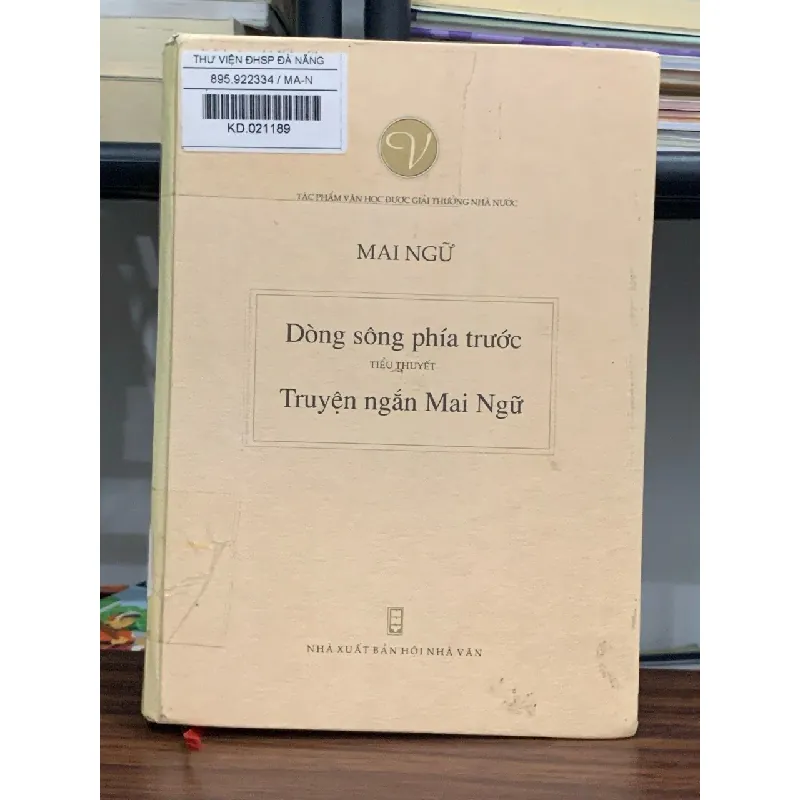 THƯ VIỆN ĐHSP ĐÀ NẴNG
895.922334 / MA-N
KD.021189
V
TÁC PHẨM VĂN HỌC ĐƯỢC GIẢI THƯỞNG NHÀ NƯỚC
MAI NGỮ
Dòng sông phía trước
TIỂU THUYẾT
Truyện ngắn Mai Ngữ
NHÀ XUẤT BẢN HỘI NHÀ VĂN